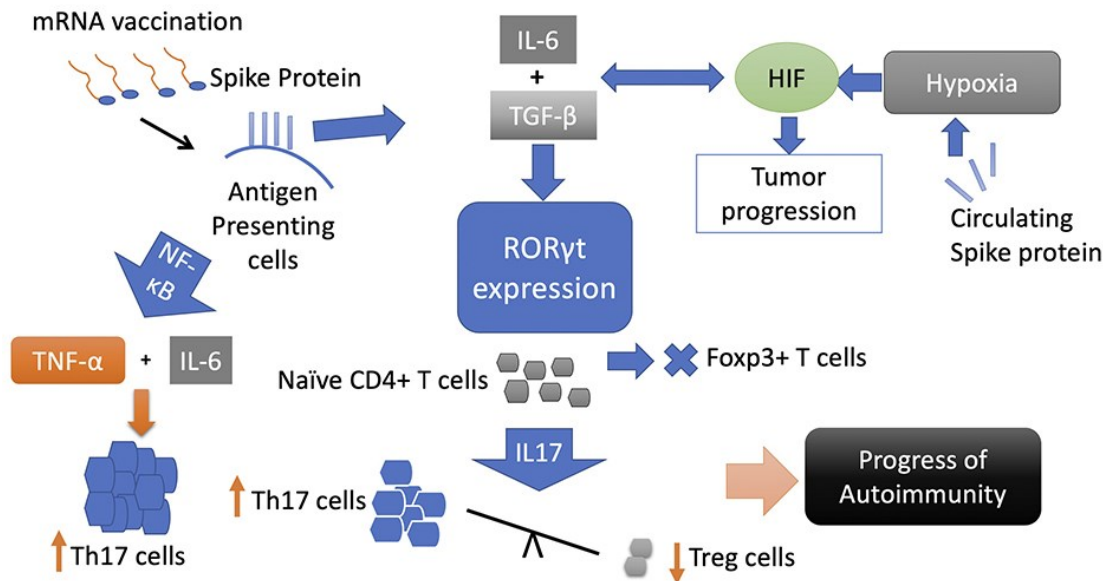 mRNA vaccination
Spike Protein
Antigen
Presenting
cells
IL-6
+
TGF-β
HIF
Hypoxia
Tumor
progression
Circulating
Spike protein
NF-
κB
RORγt
expression
TNF-α + IL-6
Naïve CD4+ T cells
Foxp3+ T cells
IL17
Th17 cells
Th17 cells
Treg cells
Progress of
Autoimmunity